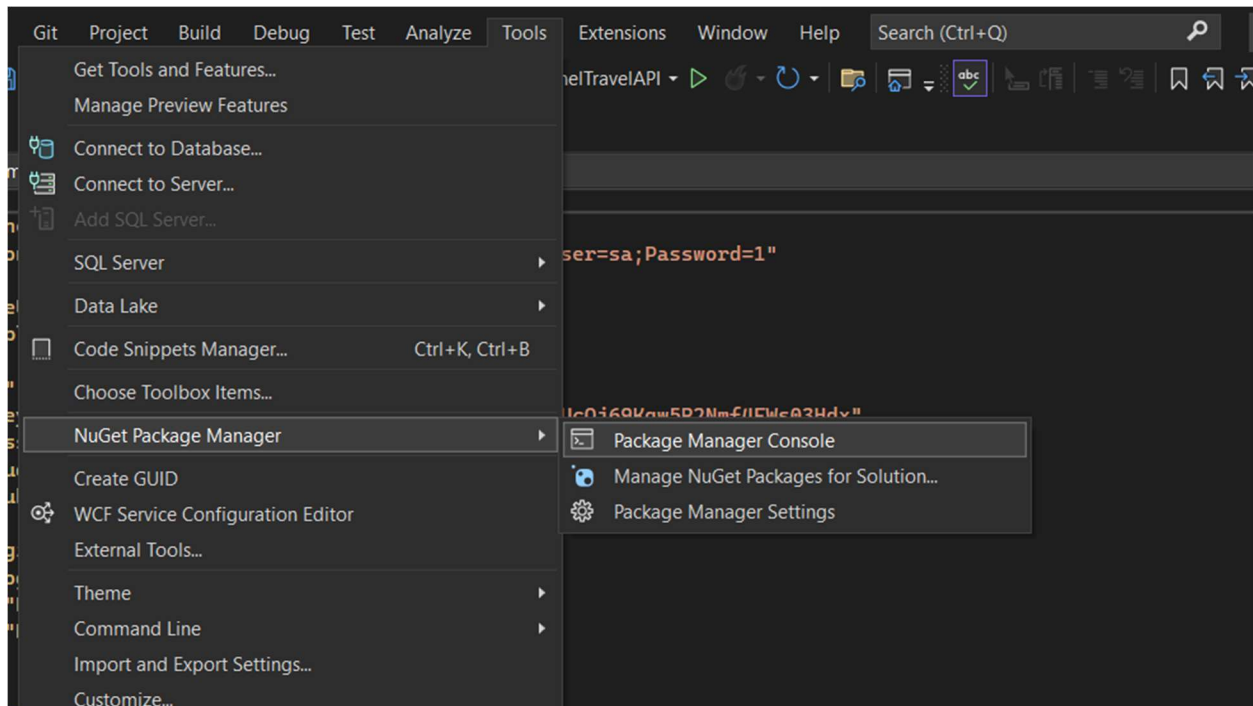 Git Project Build Debug Test Analyze Tools Extensions Window Help Search (Ctrl+Q)
Get Tools and Features...
nelTravelAPI
abc
Manage Preview Features
Connect to Database...
Connect to Server...
Add SQL Server...
ser=sa;Password=1"
SQL Server
Data Lake
Code Snippets Manager... Ctrl+K, Ctrl+B
Choose Toolbox Items...
NuGet Package Manager
Package Manager Console
Manage NuGet Packages for Solution...
Package Manager Settings
Create GUID
WCF Service Configuration Editor
External Tools...
Theme
Command Line
Import and Export Settings...
Customize...